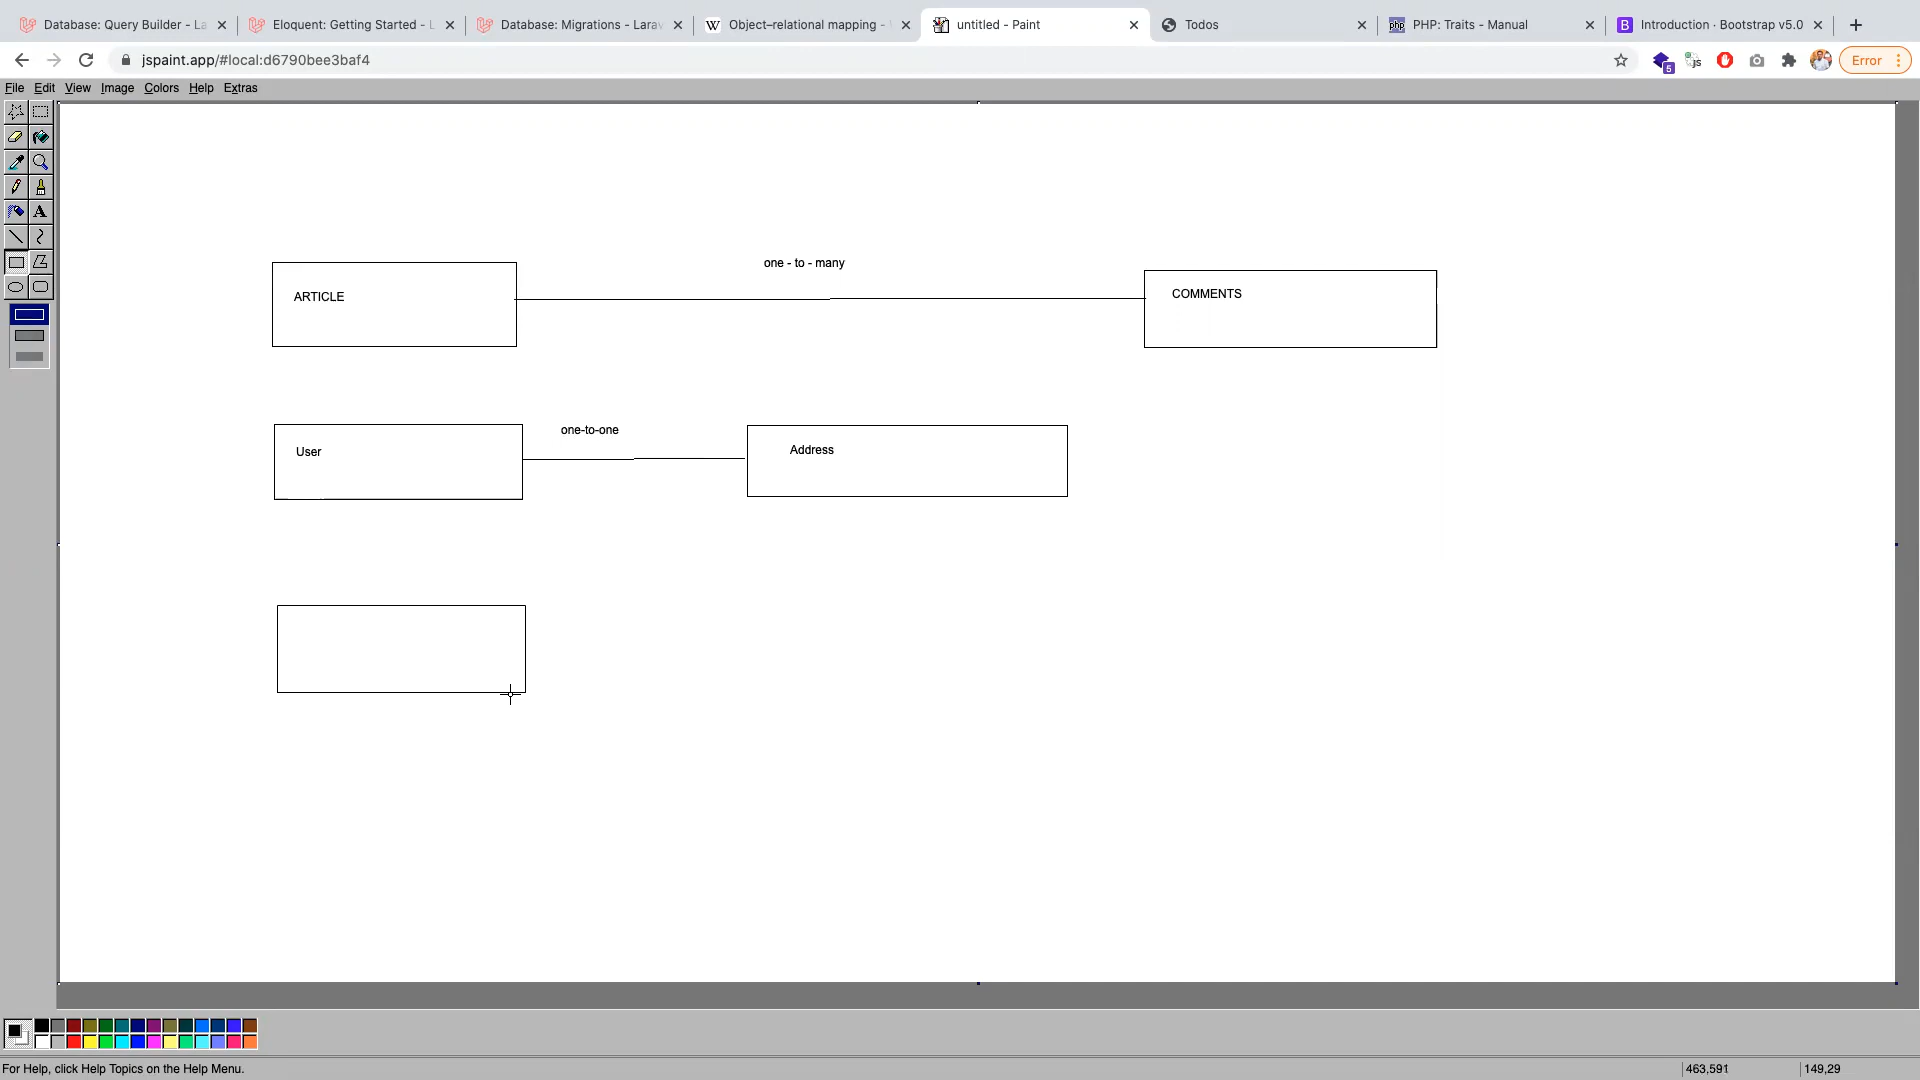 Database: Query Builder - La
Eloquent: Getting Started - L
Database: Migrations - Larav
Object–relational mapping -
untitled - Paint
Todos
PHP: Traits - Manual
Introduction · Bootstrap v5.0
jspaint.app/#local:d6790bee3baf4
5
JS
Error
File Edit View Image Colors Help Extras
one - to - many
ARTICLE
COMMENTS
one-to-one
User
Address
For Help, click Help Topics on the Help Menu.
463,591
149,29